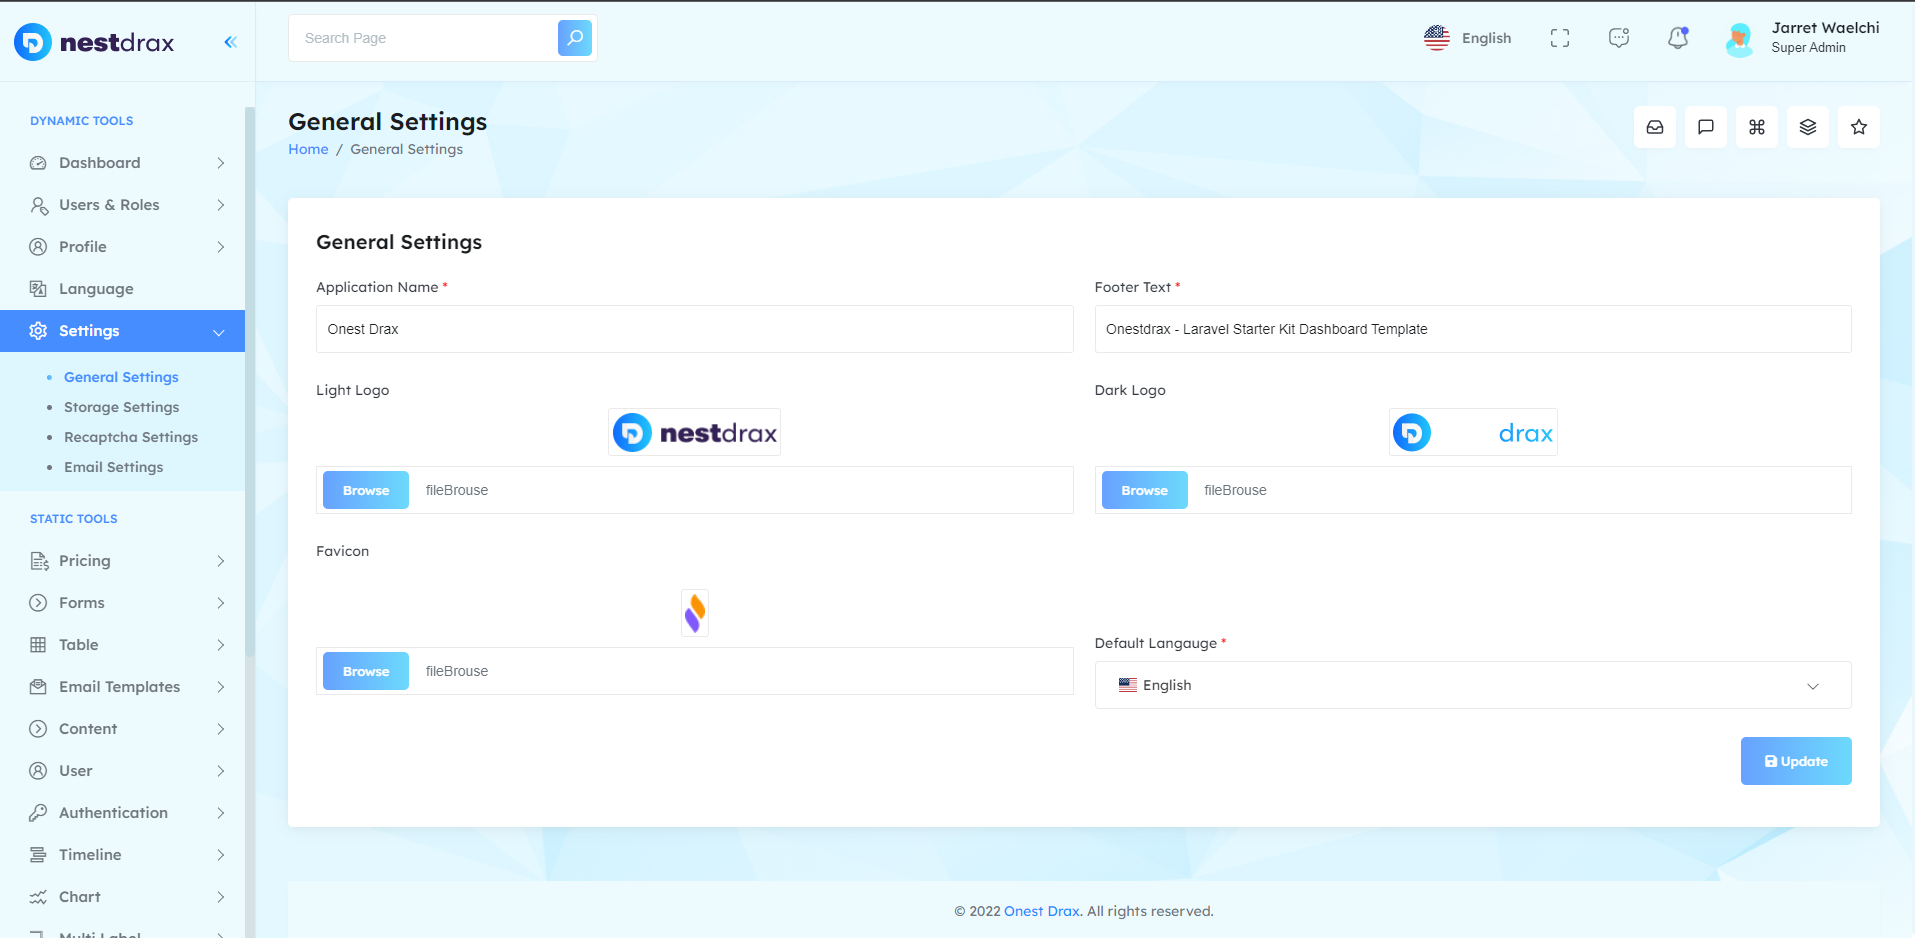 nestdrax
Search Page
English
Jarret Waelchi
Super Admin
DYNAMIC TOOLS
Dashboard
Users & Roles
Profile
Language
Settings
General Settings
Storage Settings
Recaptcha Settings
Email Settings
STATIC TOOLS
Pricing
Forms
Table
Email Templates
Content
User
Authentication
Timeline
Chart
Multi Label
General Settings
Home / General Settings
General Settings
Application Name *
Onest Drax
Footer Text *
Onestdrax - Laravel Starter Kit Dashboard Template
Light Logo
nestdrax
Browse fileBrouse
Dark Logo
drax
Browse fileBrouse
Favicon
Browse fileBrouse
Default Langauge *
English
Update
© 2022 Onest Drax. All rights reserved.